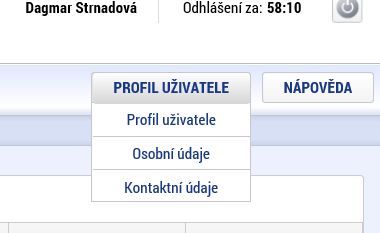 Dagmar Strnadová Odhlášení za: 58:10
PROFIL UŽIVATELE NÁPOVĚDA
Profil uživatele
Osobní údaje
Kontaktní údaje